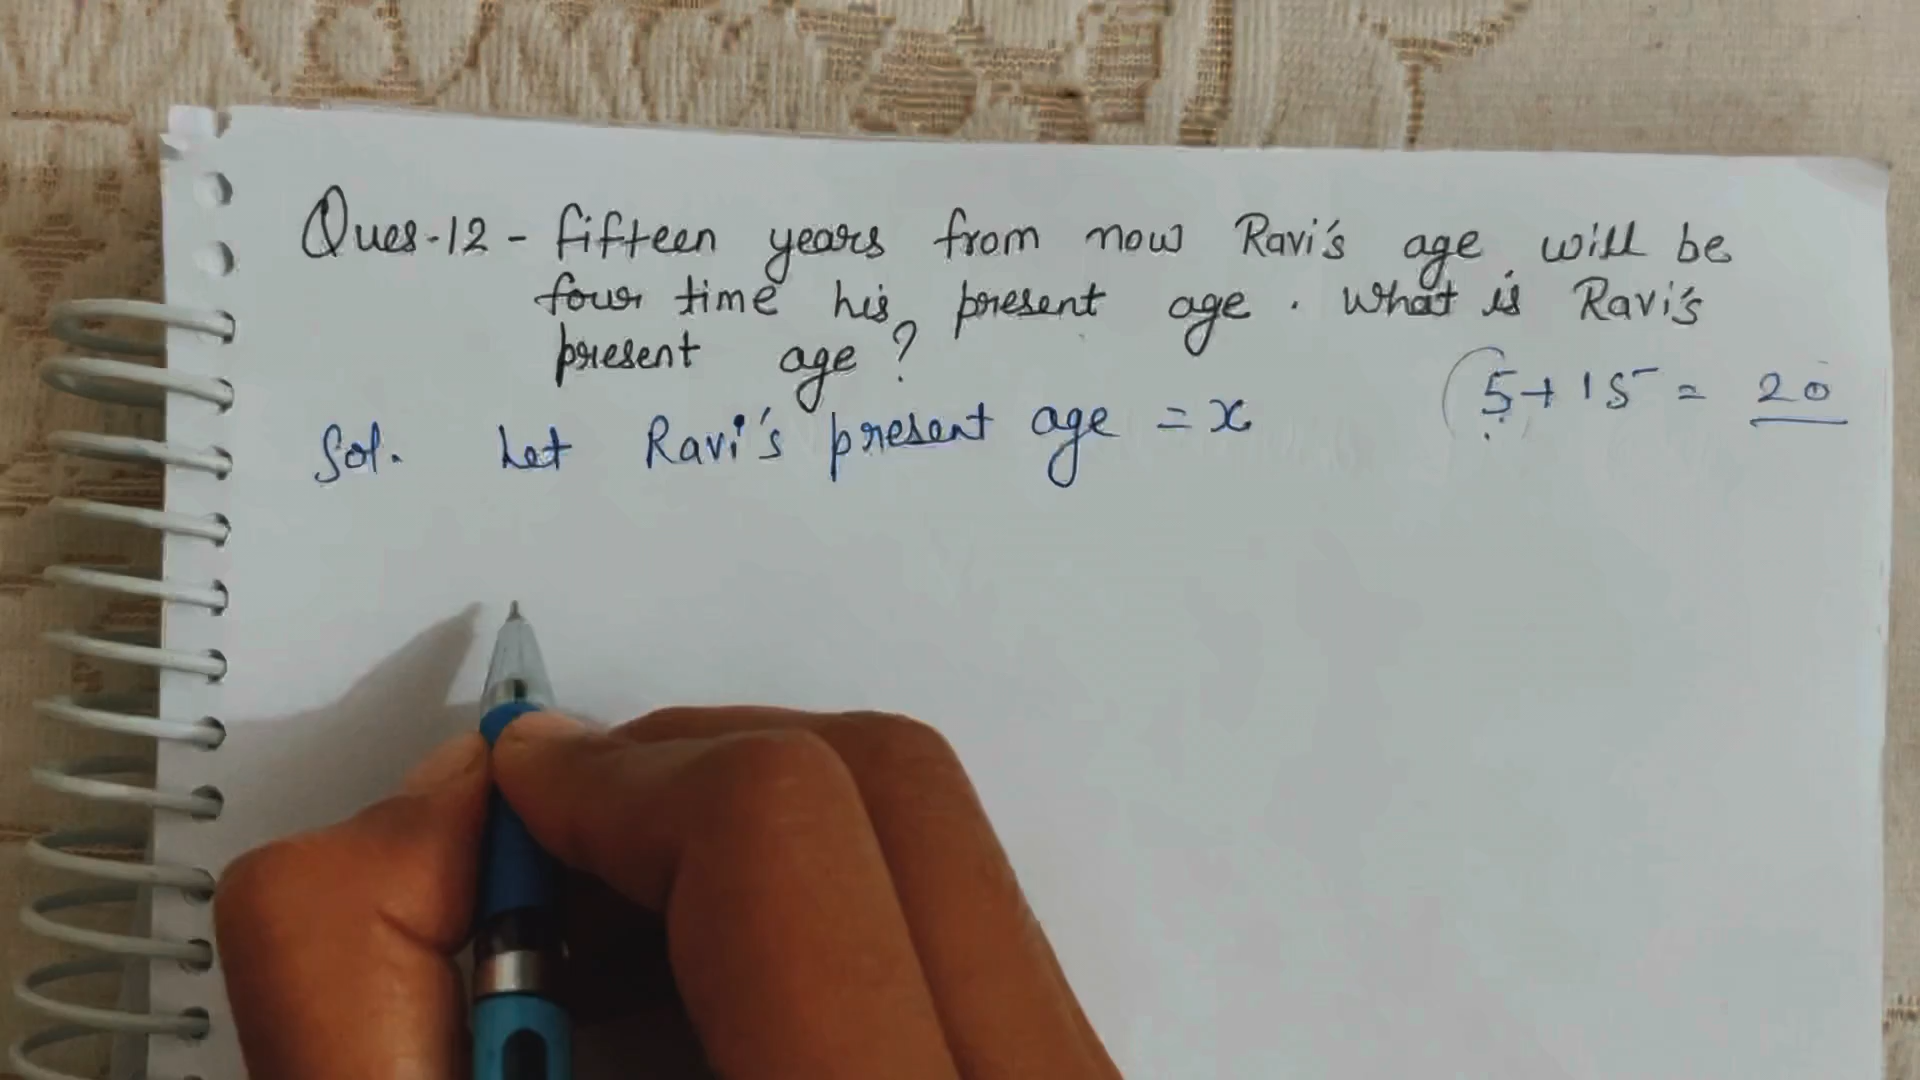 Ques-12 - fifteen years from now Ravi's age will be
four time his present age. What is Ravi's
present age?
(5+15 = 20
Sol. Let Ravi's present age = x